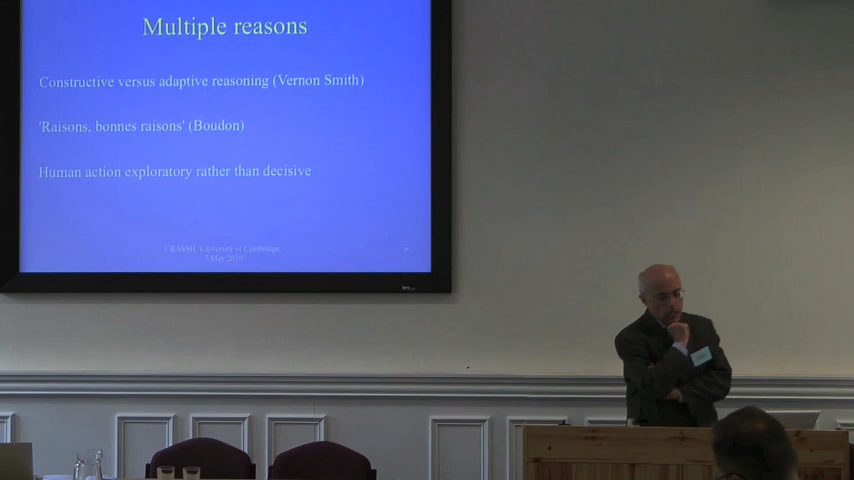 Multiple reasons
Constructive versus adaptive reasoning (Vernon Smith)
'Raisons, bonnes raisons' (Boudon)
Human action exploratory rather than decisive
CRASSH, University of Cambridge,
7 May 2010